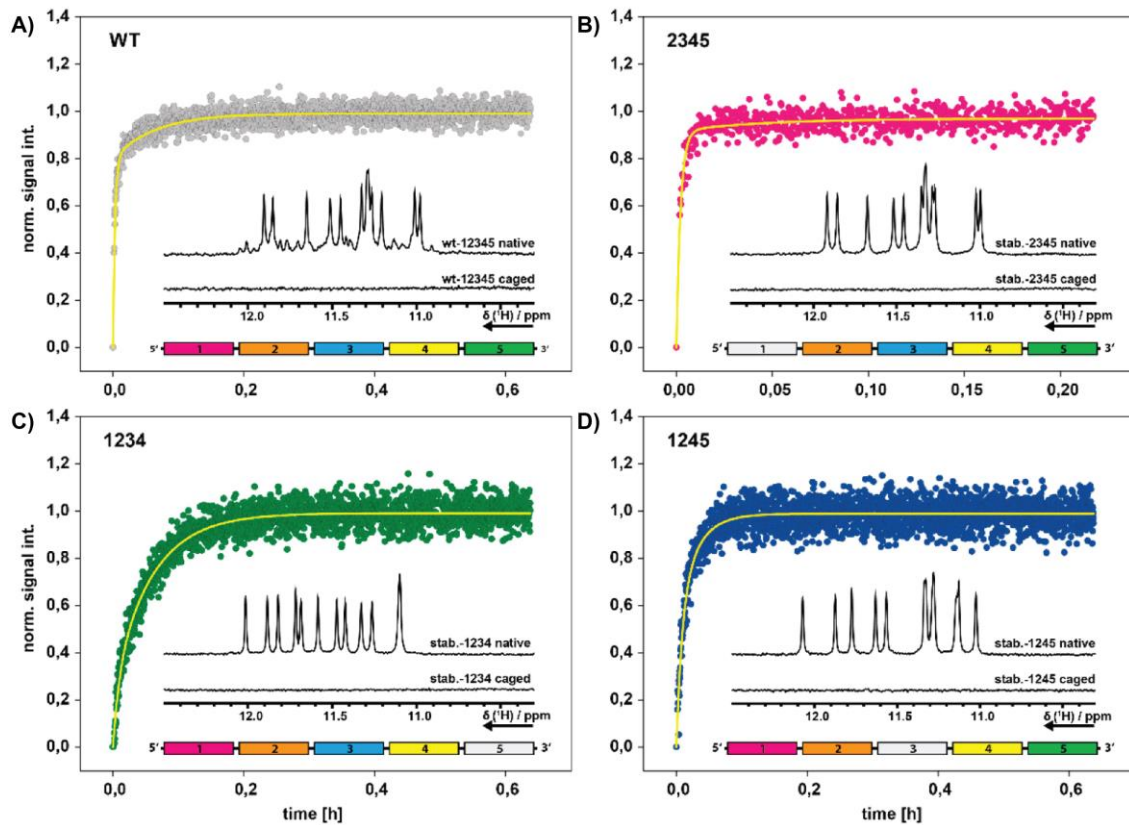 A)
WT
1,4
1,2
1,0
0,8
0,6
0,4
0,2
0,0
norm. signal int.
wt-12345 native
wt-12345 caged
12.0 11.5 11.0
δ (¹H) / ppm
5' 1 2 3 4 5 3'
0,0 0,2 0,4 0,6
B)
2345
1,4
1,2
1,0
0,8
0,6
0,4
0,2
0,0
stab.-2345 native
stab.-2345 caged
12.0 11.5 11.0
δ (¹H) / ppm
5' 1 2 3 4 5 3'
0,00 0,05 0,10 0,15 0,20
C)
1234
1,4
1,2
1,0
0,8
0,6
0,4
0,2
0,0
norm. signal int.
stab.-1234 native
stab.-1234 caged
12.0 11.5 11.0
δ (¹H) / ppm
5' 1 2 3 4 5 3'
0,0 0,2 0,4 0,6
time [h]
D)
1245
1,4
1,2
1,0
0,8
0,6
0,4
0,2
0,0
stab.-1245 native
stab.-1245 caged
12.0 11.5 11.0
δ (¹H) / ppm
5' 1 2 3 4 5 3'
0,0 0,2 0,4 0,6
time [h]